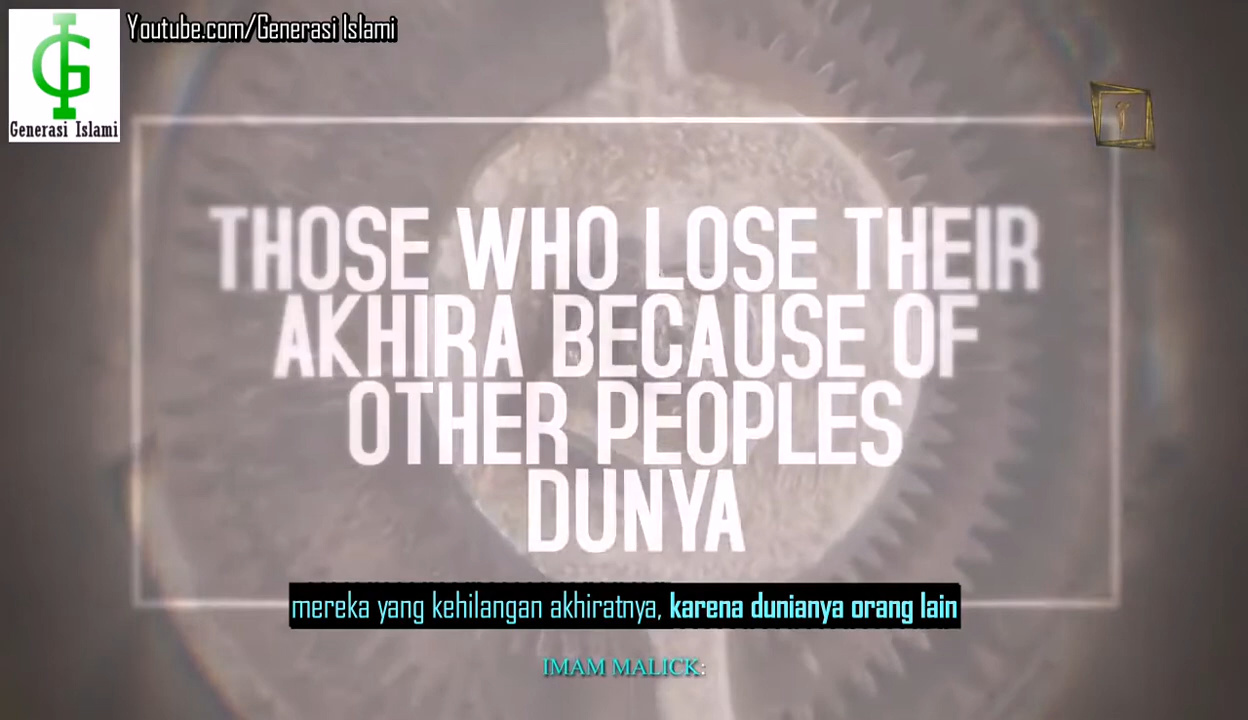 Youtube.com/Generasi Islami
GI
Generasi Islami
THOSE WHO LOSE THEIR
AKHIRA BECAUSE OF
OTHER PEOPLES
DUNYA
mereka yang kehilangan akhiratnya, karena dunianya orang lain
IMAM MALICK: